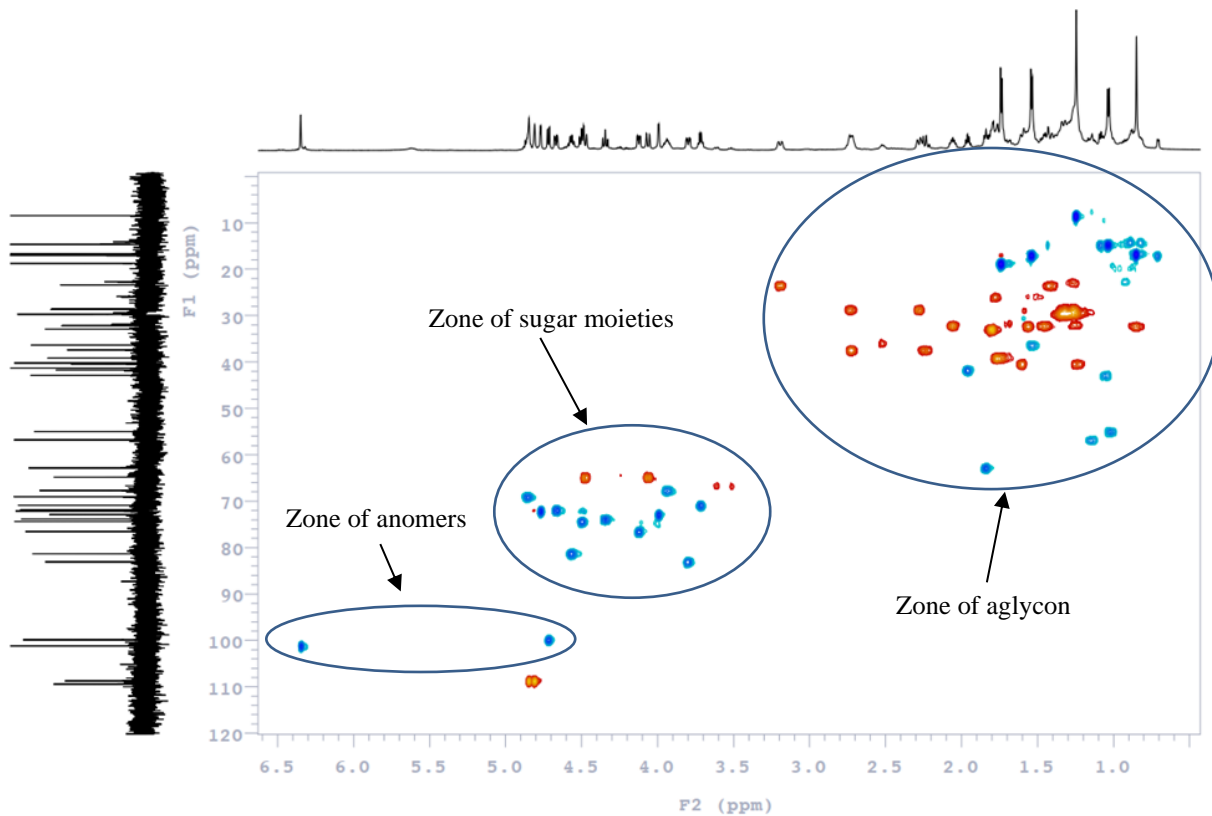 F1 (ppm)
10
20
30
40
50
60
70
80
90
100
110
120
Zone of sugar moieties
Zone of anomers
Zone of aglycon
6.5 6.0 5.5 5.0 4.5 4.0 3.5 3.0 2.5 2.0 1.5 1.0
F2 (ppm)